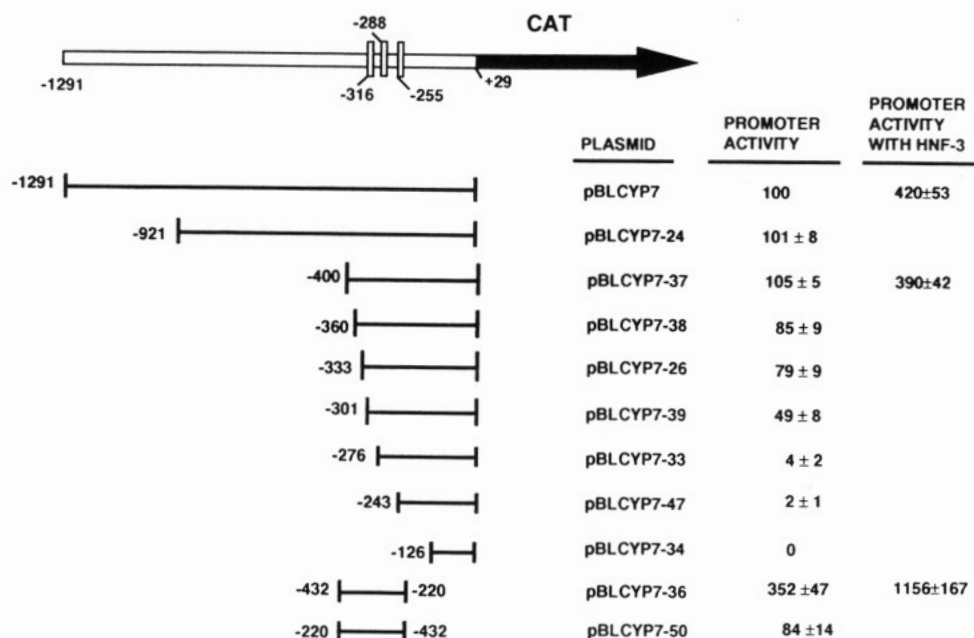 -288
CAT
-1291
-316
-255
+29
PLASMID
PROMOTER ACTIVITY
PROMOTER ACTIVITY WITH HNF-3
-1291 pBLCYP7 100 420±53
-921 pBLCYP7-24 101 ± 8
-400 pBLCYP7-37 105 ± 5 390±42
-360 pBLCYP7-38 85 ± 9
-333 pBLCYP7-26 79 ± 9
-301 pBLCYP7-39 49 ± 8
-276 pBLCYP7-33 4 ± 2
-243 pBLCYP7-47 2 ± 1
-126 pBLCYP7-34 0
-432 -220 pBLCYP7-36 352 ±47 1156±167
-220 -432 pBLCYP7-50 84 ±14